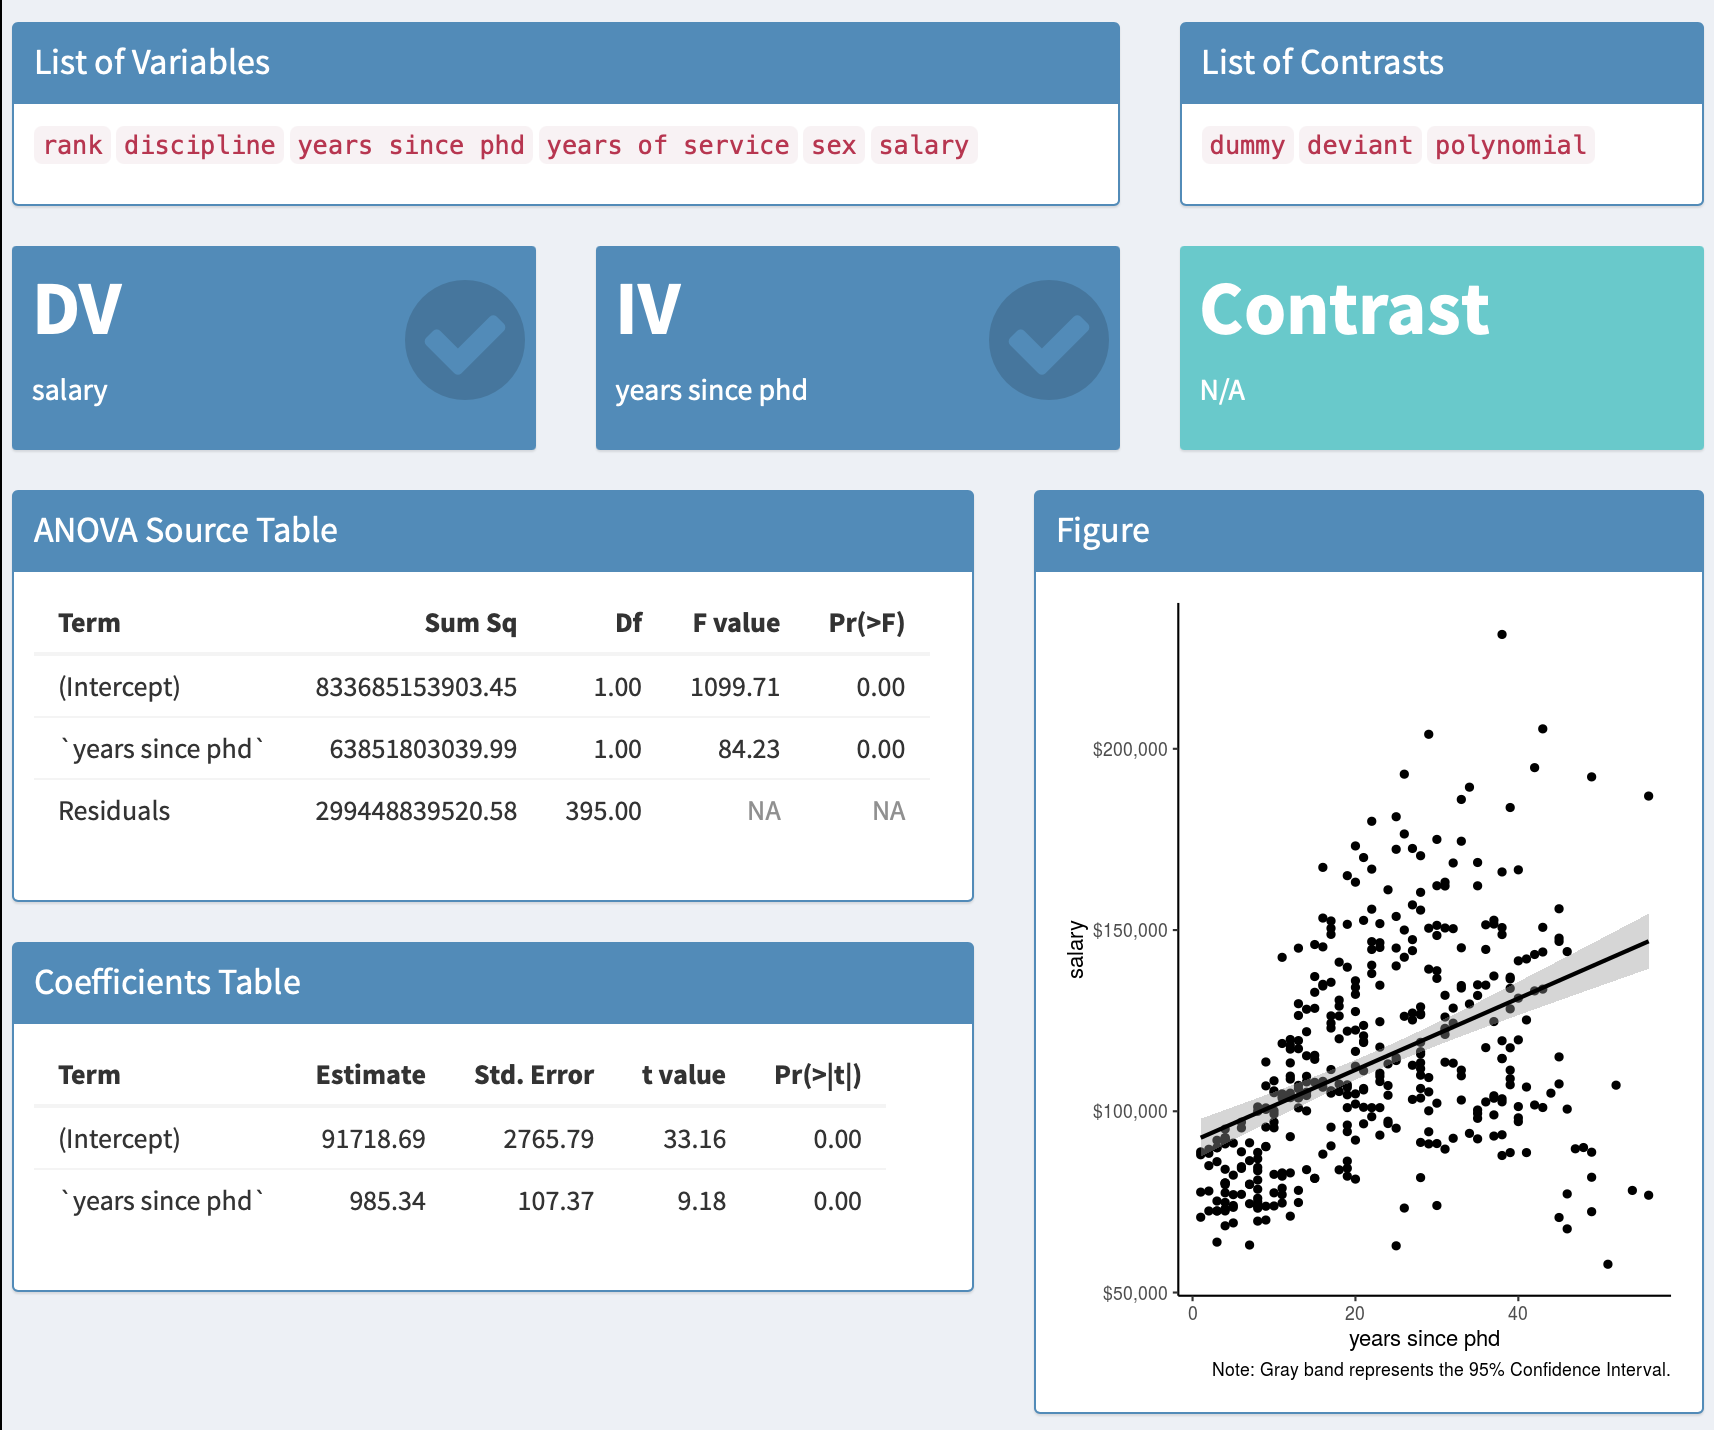 List of Variables
rank discipline years since phd years of service sex salary
List of Contrasts
dummy deviant polynomial
DV
salary
IV
years since phd
Contrast
N/A
ANOVA Source Table
Term Sum Sq Df F value Pr(>F)
(Intercept) 833685153903.45 1.00 1099.71 0.00
`years since phd` 63851803039.99 1.00 84.23 0.00
Residuals 299448839520.58 395.00 NA NA
Coefficients Table
Term Estimate Std. Error t value Pr(>|t|)
(Intercept) 91718.69 2765.79 33.16 0.00
`years since phd` 985.34 107.37 9.18 0.00
Figure
salary
$200,000
$150,000
$100,000
$50,000
0 20 40
years since phd
Note: Gray band represents the 95% Confidence Interval.